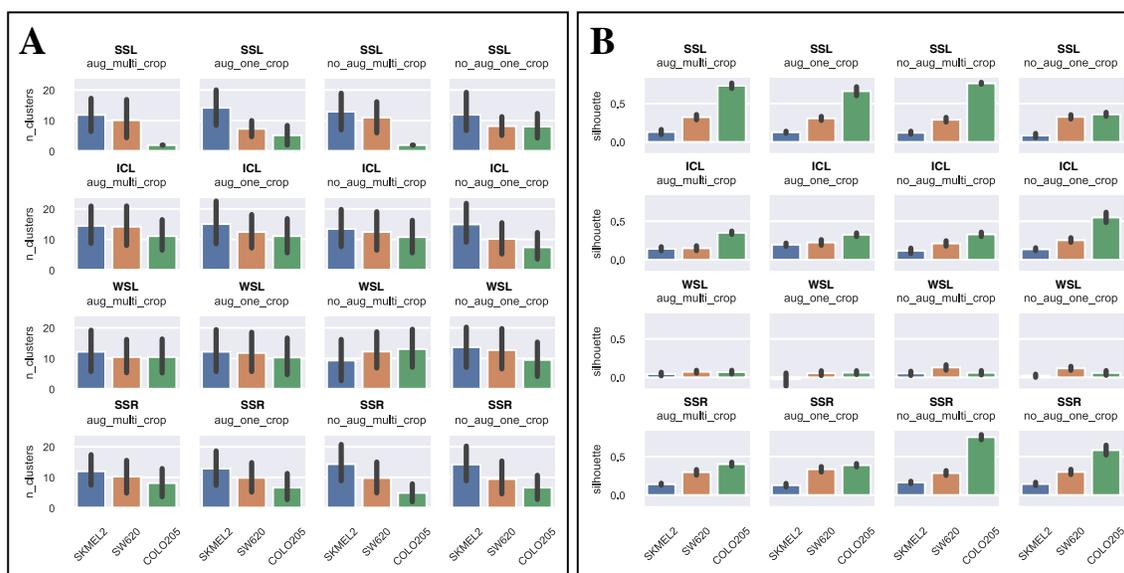 A
SSL SSL SSL SSL
aug_multi_crop aug_one_crop no_aug_multi_crop no_aug_one_crop
n_clusters
20
10
0
ICL ICL ICL ICL
aug_multi_crop aug_one_crop no_aug_multi_crop no_aug_one_crop
n_clusters
20
10
0
WSL WSL WSL WSL
aug_multi_crop aug_one_crop no_aug_multi_crop no_aug_one_crop
n_clusters
20
10
0
SSR SSR SSR SSR
aug_multi_crop aug_one_crop no_aug_multi_crop no_aug_one_crop
n_clusters
20
10
0
SKMEL2 SW620 COLO205 SKMEL2 SW620 COLO205 SKMEL2 SW620 COLO205 SKMEL2 SW620 COLO205
B
SSL SSL SSL SSL
aug_multi_crop aug_one_crop no_aug_multi_crop no_aug_one_crop
silhouette
0,5
0,0
ICL ICL ICL ICL
aug_multi_crop aug_one_crop no_aug_multi_crop no_aug_one_crop
silhouette
0,5
0,0
WSL WSL WSL WSL
aug_multi_crop aug_one_crop no_aug_multi_crop no_aug_one_crop
silhouette
0,5
0,0
SSR SSR SSR SSR
aug_multi_crop aug_one_crop no_aug_multi_crop no_aug_one_crop
silhouette
0,5
0,0
SKMEL2 SW620 COLO205 SKMEL2 SW620 COLO205 SKMEL2 SW620 COLO205 SKMEL2 SW620 COLO205